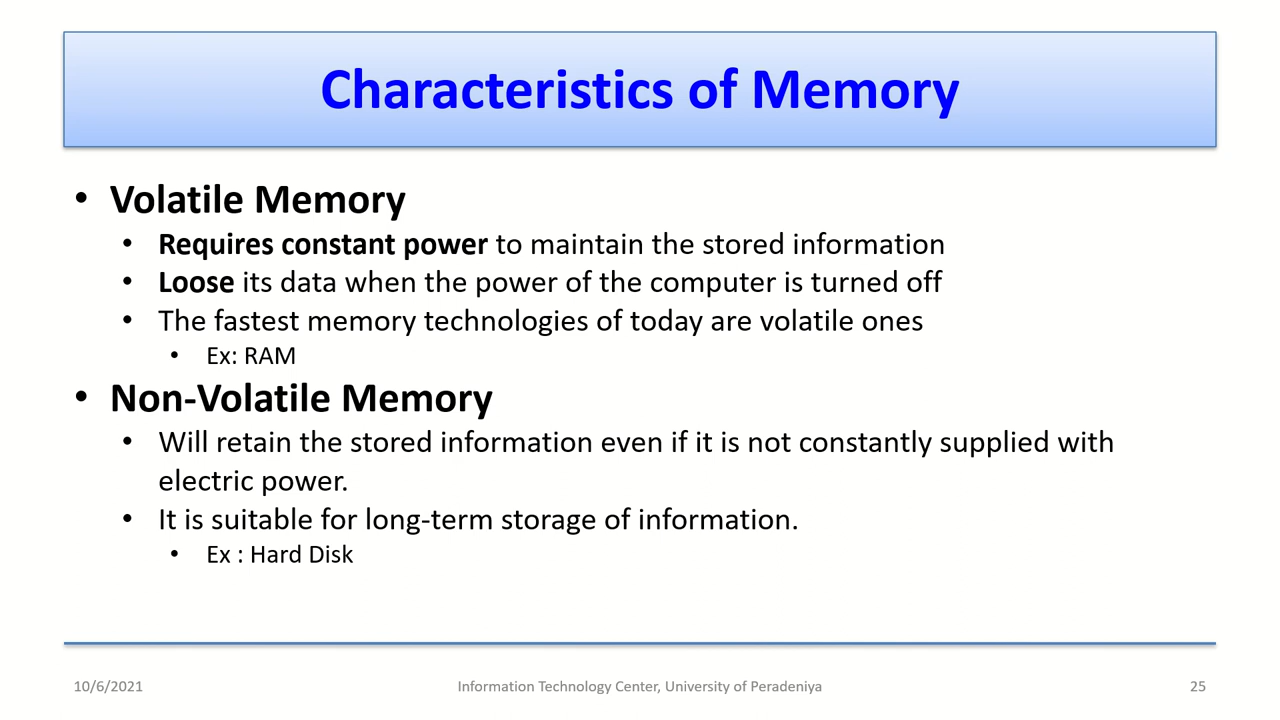 Characteristics of Memory
• Volatile Memory
• Requires constant power to maintain the stored information
• Loose its data when the power of the computer is turned off
• The fastest memory technologies of today are volatile ones
• Ex: RAM
• Non-Volatile Memory
• Will retain the stored information even if it is not constantly supplied with
electric power.
• It is suitable for long-term storage of information.
• Ex : Hard Disk
10/6/2021
Information Technology Center, University of Peradeniya
25